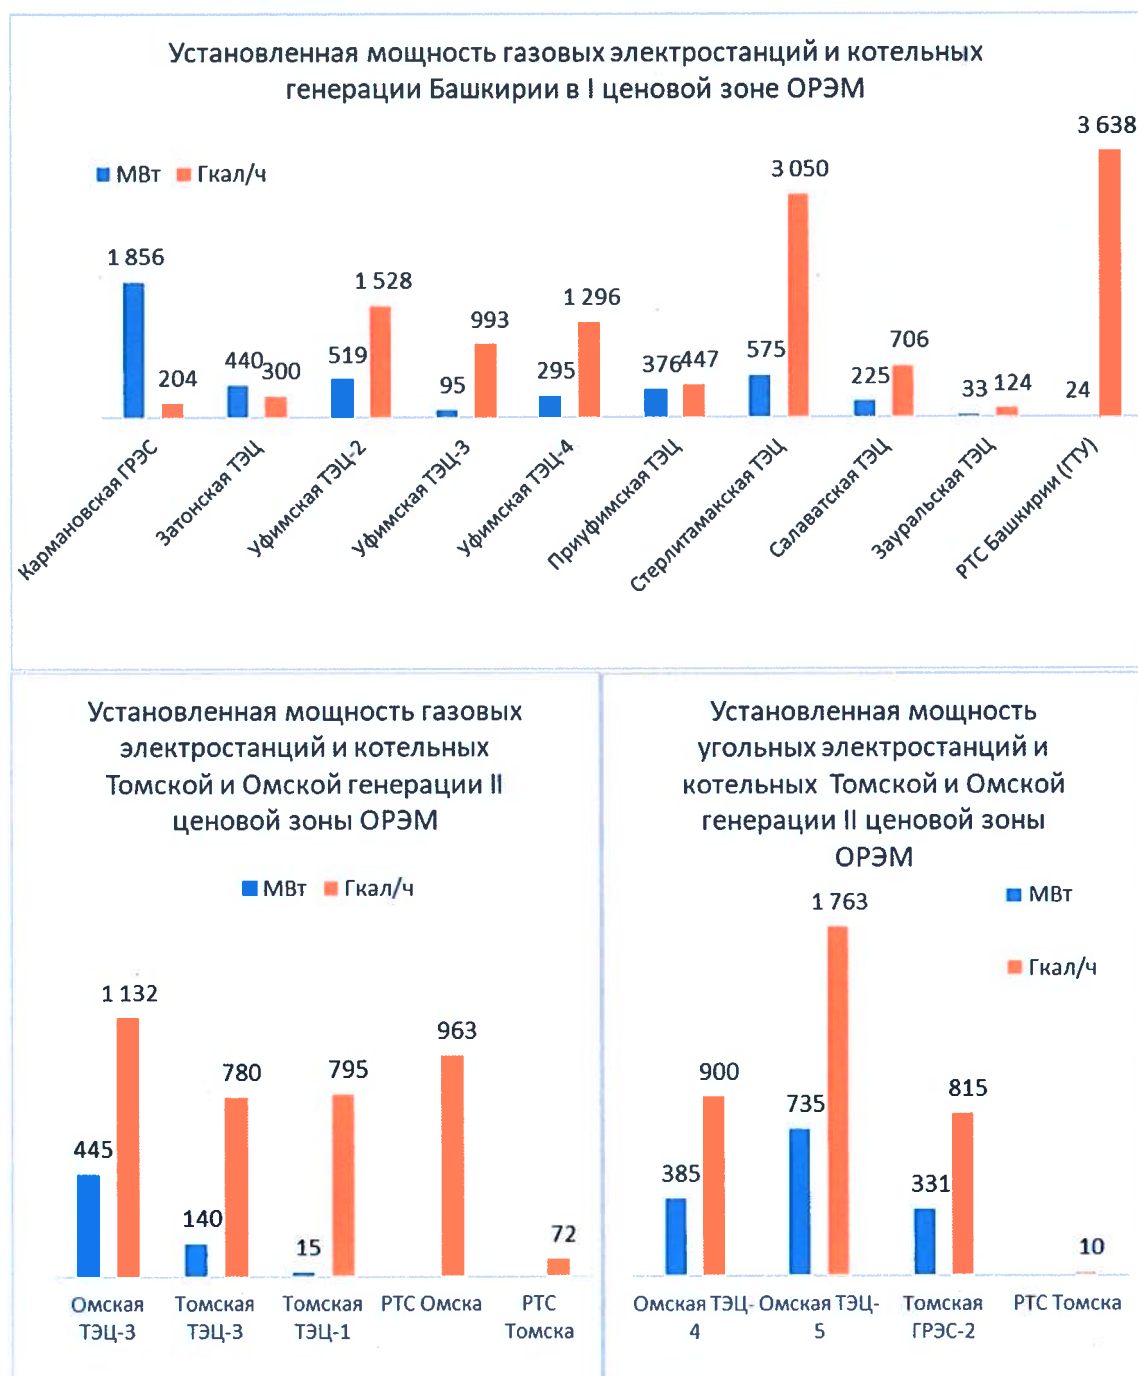 Установленная мощность газовых электростанций и котельных
генерации Башкирии в I ценовой зоне ОРЭМ
МВт Гкал/ч
1 856 204 440 300 519 1 528 95 993 295 1 296 376 447 575 3 050 225 706 33 124 24 3 638
Кармановская ГРЭС
Затонская ТЭЦ
Уфимская ТЭЦ-2
Уфимская ТЭЦ-3
Уфимская ТЭЦ-4
Приуфимская ТЭЦ
Стерлитамакская ТЭЦ
Салаватская ТЭЦ
Зауральская ТЭЦ
РТС Башкирии (ГТУ)
Установленная мощность газовых
электростанций и котельных
Томской и Омской генерации II
ценовой зоны ОРЭМ
МВт Гкал/ч
445 1 132 140 780 15 795 963 72
Омская
ТЭЦ-3
Томская
ТЭЦ-3
Томская
ТЭЦ-1
РТС Омска
РТС
Томска
Установленная мощность
угольных электростанций и
котельных Томской и Омской
генерации II ценовой зоны
ОРЭМ
МВт
Гкал/ч
385 900 735 1 763 331 815 10
Омская ТЭЦ-
4
Омская ТЭЦ-
5
Томская
ГРЭС-2
РТС Томска